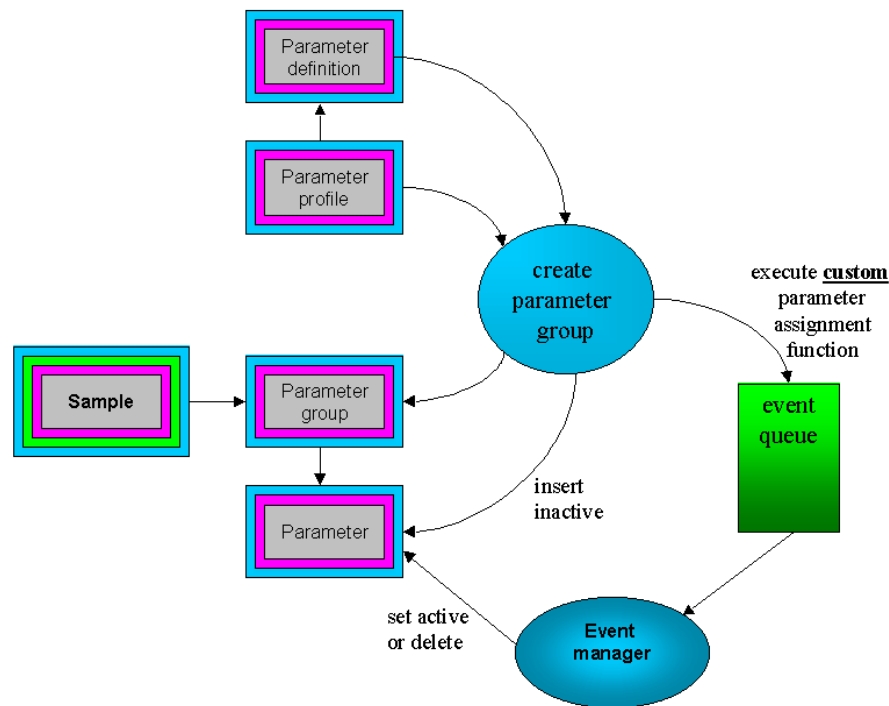 Parameter
definition
Parameter
profile
create
parameter
group
execute custom
parameter
assignment
function
Sample
Parameter
group
event
queue
insert
inactive
Parameter
set active
or delete
Event
manager